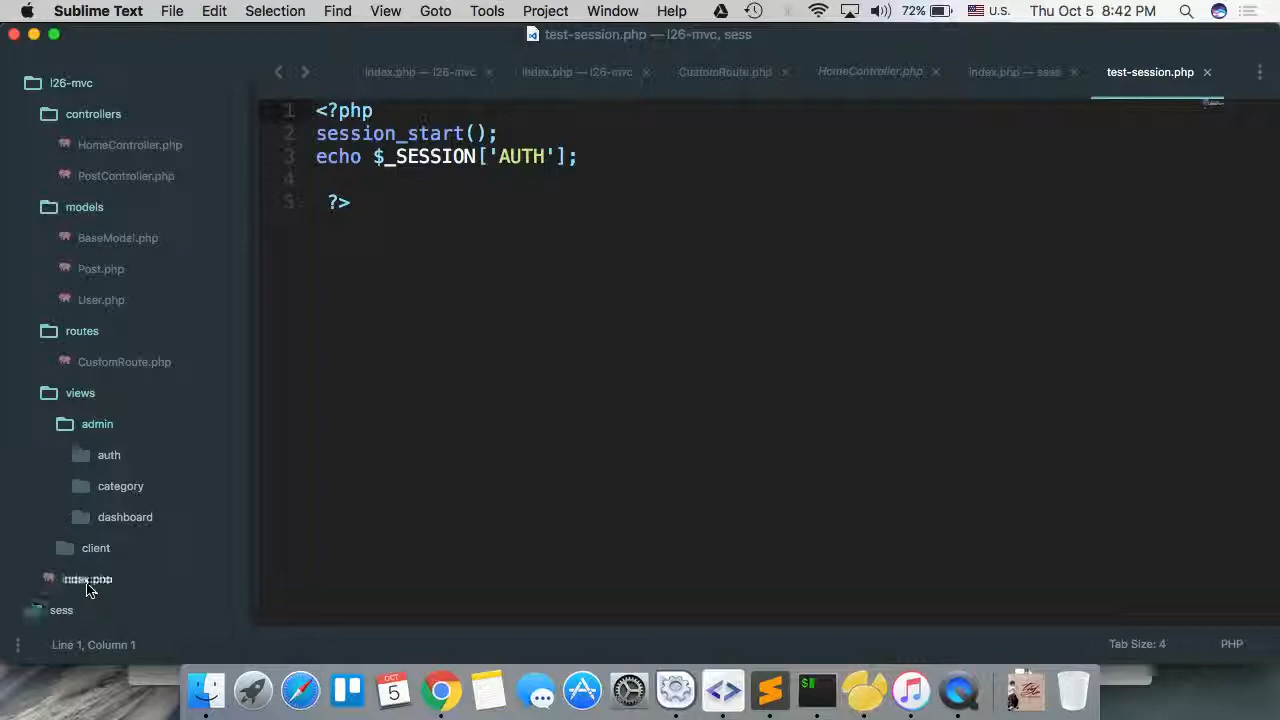 Sublime Text File Edit Selection Find View Goto Tools Project Window Help 72% U.S. Thu Oct 5 8:42 PM
test-session.php — l26-mvc, sess
index.php — l26-mvc × index.php — l26-mvc × CustomRoute.php × HomeController.php × index.php — sess × test-session.php ×
l26-mvc
controllers
HomeController.php
PostController.php
models
BaseModel.php
Post.php
User.php
routes
CustomRoute.php
views
admin
auth
category
dashboard
client
index.php
sess
1 <?php
2 session_start();
3 echo $_SESSION['AUTH'];
4
5 ?>
Line 1, Column 1 Tab Size: 4 PHP
OCT
5